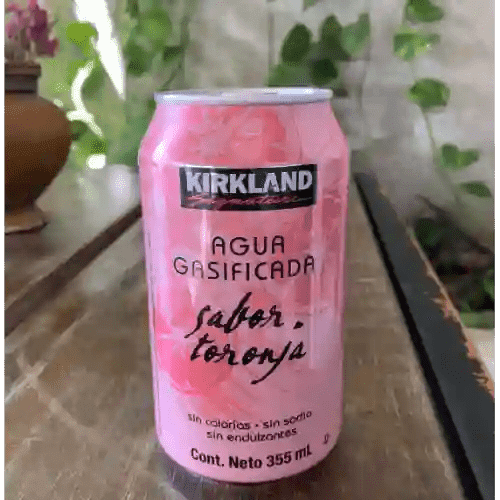 KIRKLAND
Signature
AGUA
GASIFICADA
sabor
toronja
sin calorías • sin sodio
sin endulzantes
Cont. Neto 355 mL